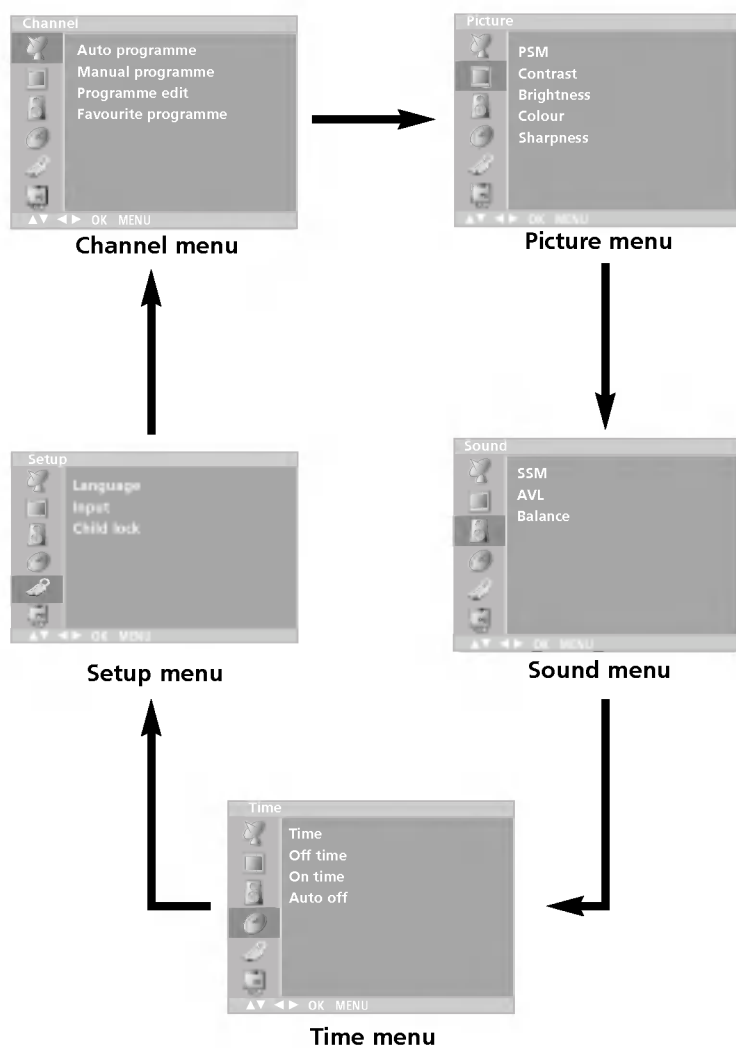 Channel
Auto programme
Manual programme
Programme edit
Favourite programme
▲▼ ◄► OK MENU
Channel menu
Picture
PSM
Contrast
Brightness
Colour
Sharpness
▲▼ ◄► OK MENU
Picture menu
Setup
Language
Input
Child lock
▲▼ ◄► OK MENU
Setup menu
Sound
SSM
AVL
Balance
▲▼ ◄► OK MENU
Sound menu
Time
Time
Off time
On time
Auto off
▲▼ ◄► OK MENU
Time menu